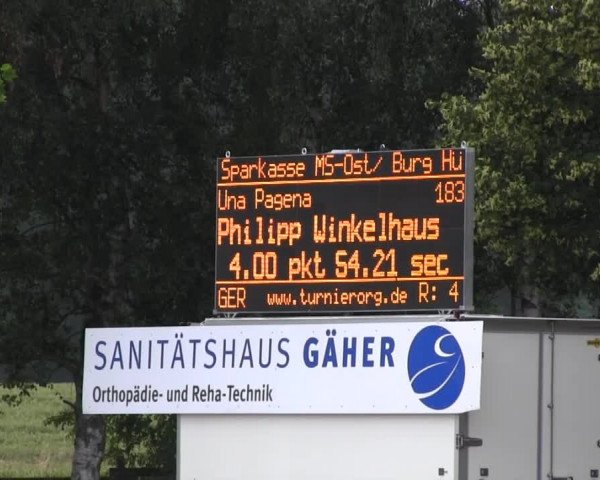 Sparkasse MS-Ost/ Burg Hü
Una Pagena 183
Philipp Winkelhaus
4.00 pkt 54.21 sec
GER www.turnierorg.de R: 4
SANITÄTSHAUS GÄHER
Orthopädie- und Reha-Technik